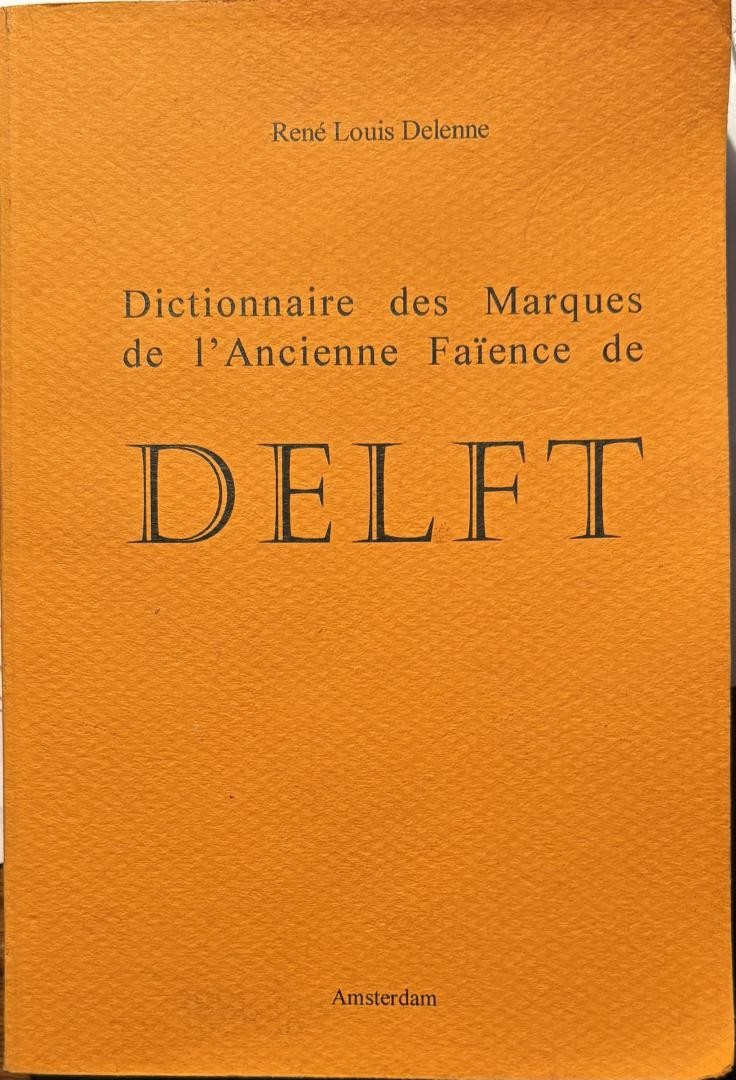 René Louis Delenne
Dictionnaire des Marques
de l’Ancienne Faïence de
DELFT
Amsterdam